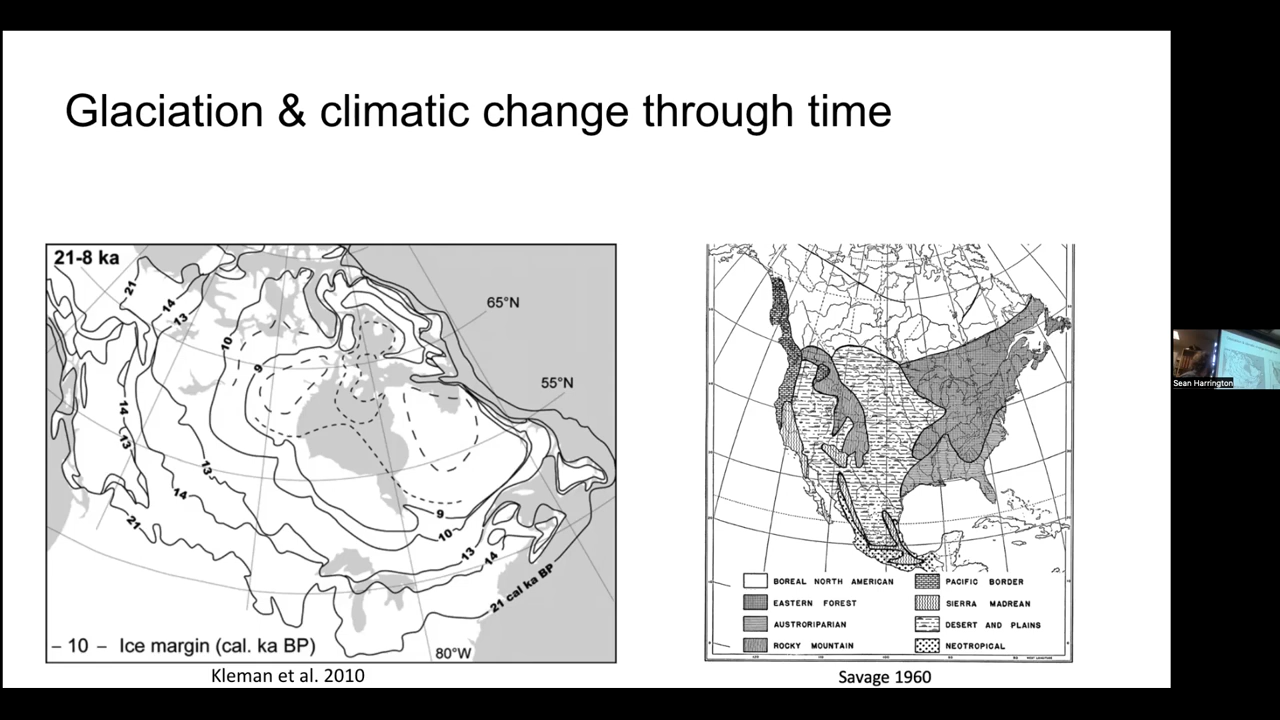 Glaciation & climatic change through time
21-8 ka
65°N
55°N
21
14
13
10
9
14
13
13
14
21
9
10
13
14
21 cal ka BP
– 10 – Ice margin (cal. ka BP)
80°W
Kleman et al. 2010
BOREAL NORTH AMERICAN
EASTERN FOREST
AUSTRORIPARIAN
ROCKY MOUNTAIN
PACIFIC BORDER
SIERRA MADREAN
DESERT AND PLAINS
NEOTROPICAL
Savage 1960
Sean Harrington